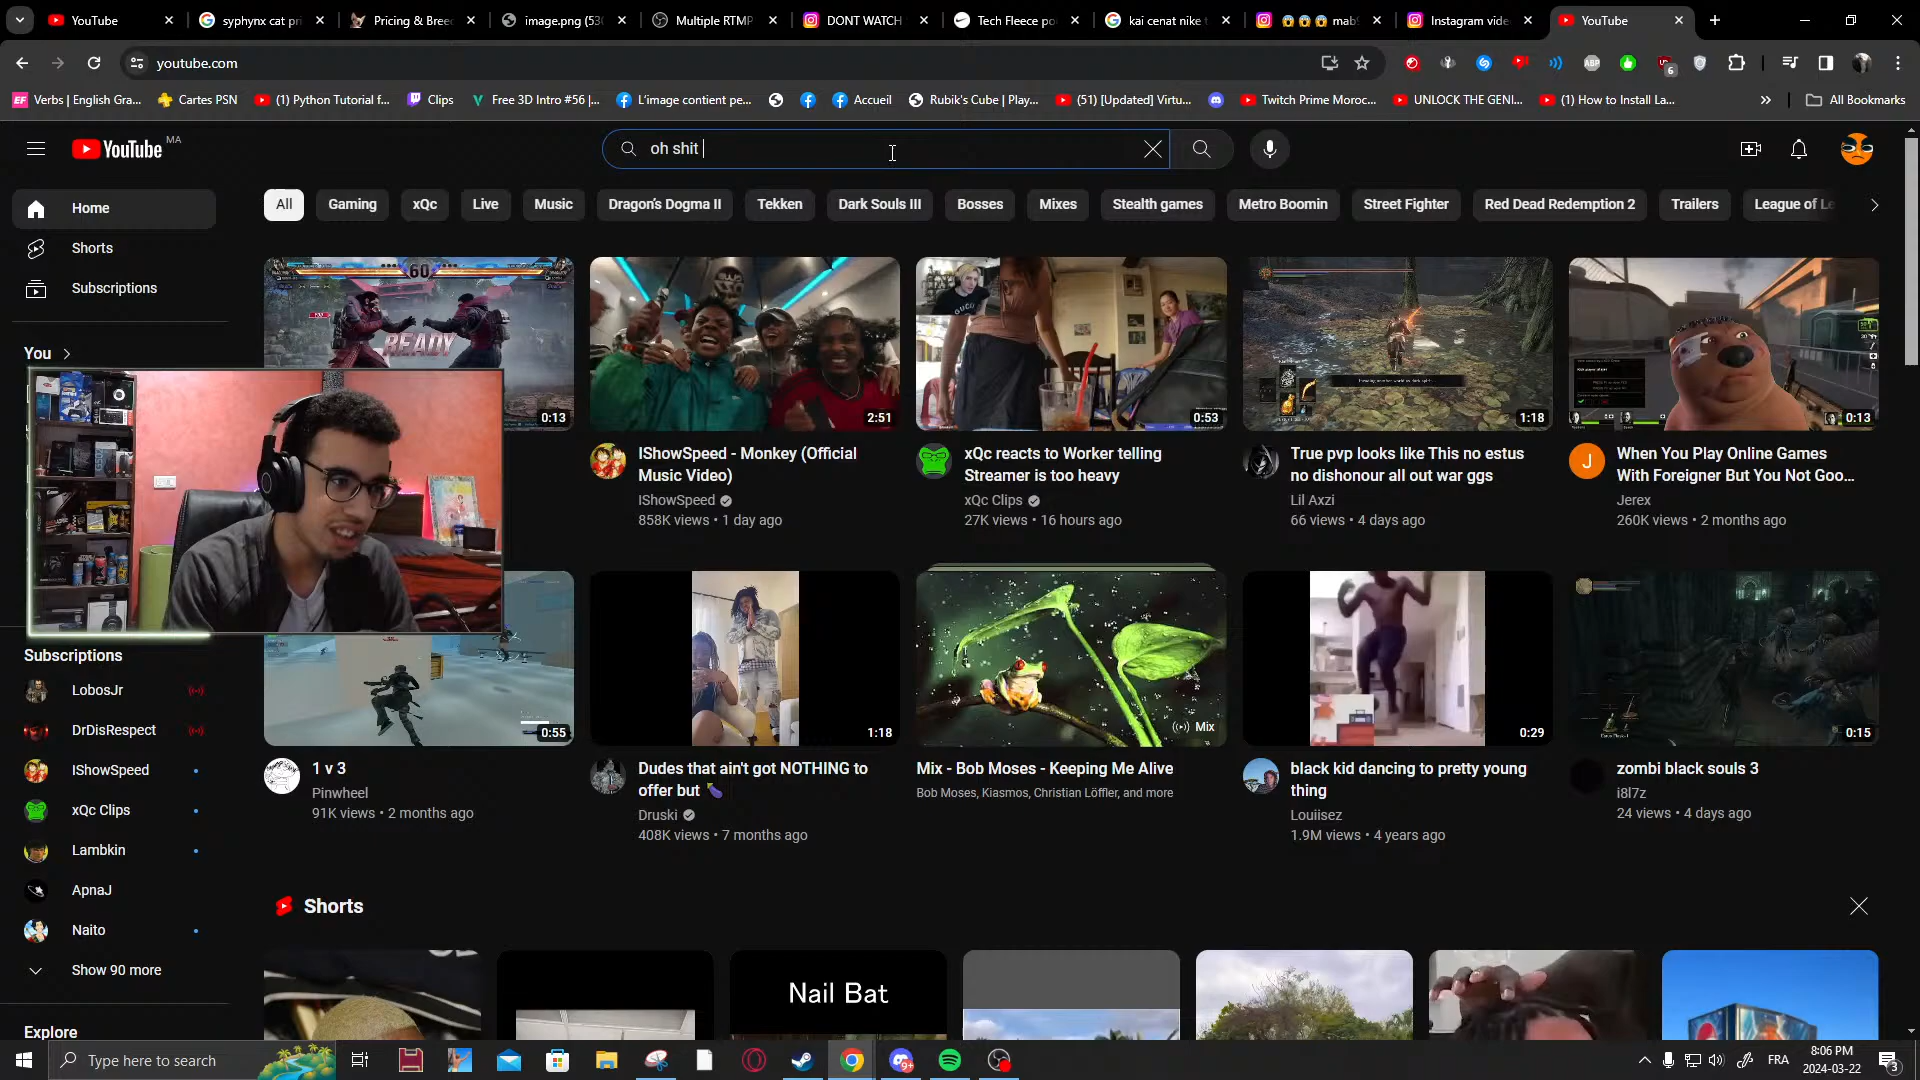 YouTube
syphynx cat pri
Pricing & Bree
image.png (530
Multiple RTMP
DONT WATCH
Tech Fleece po
kai cenat nike t
mab
Instagram vide
YouTube
youtube.com
6
EF Verbs | English Gra...
Cartes PSN
(1) Python Tutorial f...
Clips
Free 3D Intro #56 |...
L'image contient pe...
Accueil
Rubik's Cube | Play...
(51) [Updated] Virtu...
Twitch Prime Moroc...
UNLOCK THE GENI...
(1) How to Install La...
All Bookmarks
YouTube MA
oh shit
Home
Shorts
Subscriptions
You
All
Gaming
xQc
Live
Music
Dragon's Dogma II
Tekken
Dark Souls III
Bosses
Mixes
Stealth games
Metro Boomin
Street Fighter
Red Dead Redemption 2
Trailers
League of Le
60
READY
0:13
2:51
0:53
1:18
0:13
IShowSpeed - Monkey (Official
Music Video)
IShowSpeed
858K views • 1 day ago
xQc reacts to Worker telling
Streamer is too heavy
xQc Clips
27K views • 16 hours ago
True pvp looks like This no estus
no dishonour all out war ggs
Lil Axzi
66 views • 4 days ago
J
When You Play Online Games
With Foreigner But You Not Goo...
Jerex
260K views • 2 months ago
0:55
1:18
Mix
0:29
0:15
1 v 3
Pinwheel
91K views • 2 months ago
Dudes that ain't got NOTHING to
offer but 🍆
Druski
408K views • 7 months ago
Mix - Bob Moses - Keeping Me Alive
Bob Moses, Kiasmos, Christian Löffler, and more
black kid dancing to pretty young
thing
Louiisez
1.9M views • 4 years ago
zombi black souls 3
i8l7z
24 views • 4 days ago
Subscriptions
LobosJr
DrDisRespect
IShowSpeed
xQc Clips
Lambkin
ApnaJ
Naito
Show 90 more
Explore
Shorts
Nail Bat
Type here to search
9+
FRA
8:06 PM
2024-03-22
3